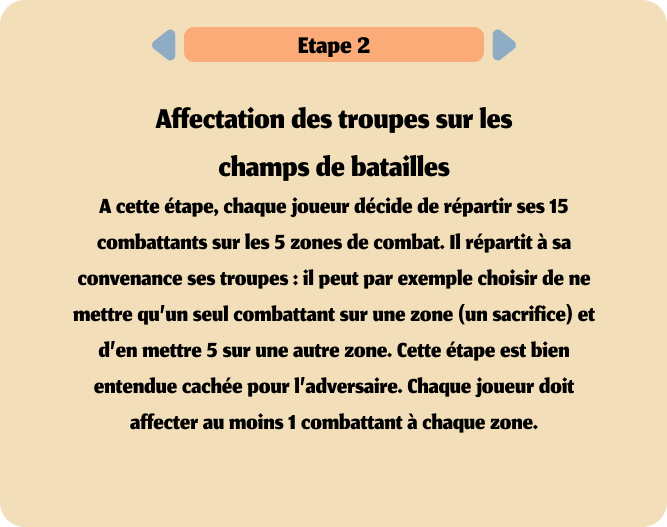 Etape 2
Affectation des troupes sur les
champs de batailles
A cette étape, chaque joueur décide de répartir ses 15
combattants sur les 5 zones de combat. Il répartit à sa
convenance ses troupes : il peut par exemple choisir de ne
mettre qu'un seul combattant sur une zone (un sacrifice) et
d'en mettre 5 sur une autre zone. Cette étape est bien
entendue cachée pour l'adversaire. Chaque joueur doit
affecter au moins 1 combattant à chaque zone.